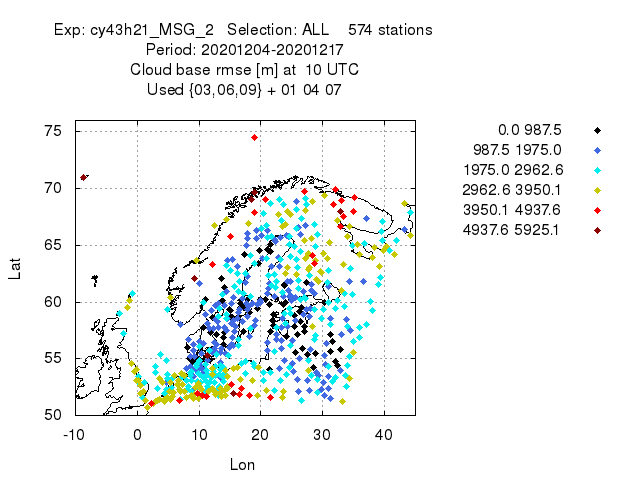 Exp: cy43h21_MSG_2   Selection: ALL    574 stations
Period: 20201204-20201217
Cloud base rmse [m] at  10 UTC
Used {03,06,09} + 01 04 07
0.0 987.5
987.5 1975.0
1975.0 2962.6
2962.6 3950.1
3950.1 4937.6
4937.6 5925.1
75
70
65
60
55
50
Lat
-10 0 10 20 30 40
Lon